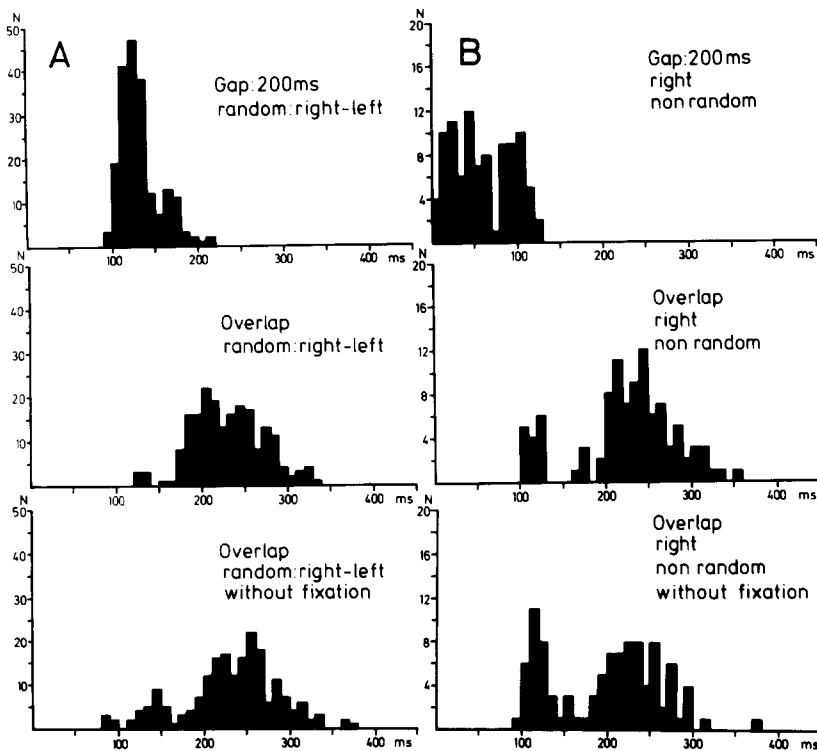 A
N
50
40
30
20
10
Gap:200ms
random:right-left
100 200 300 400 ms
B
N
20
16
12
8
4
Gap:200ms
right
non random
100 200 300 400 ms
N
50
40
30
20
10
Overlap
random:right-left
100 200 300 400 ms
N
20
16
12
8
4
Overlap
right
non random
100 200 300 400 ms
N
50
40
30
20
10
Overlap
random:right-left
without fixation
100 200 300 400 ms
N
20
16
12
8
4
Overlap
right
non random
without fixation
100 200 300 400 ms